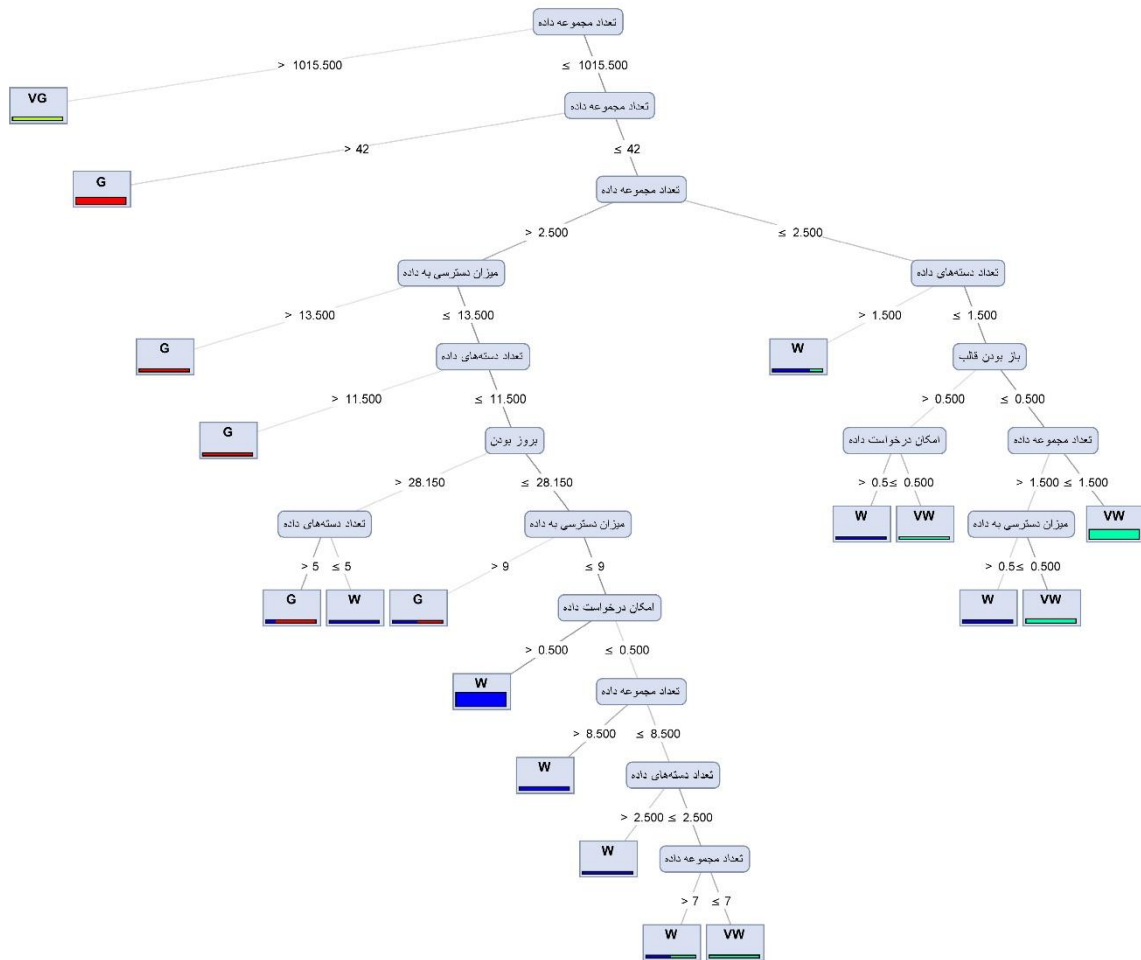 تعداد مجموعه داده
> 1015.500
≤ 1015.500
VG
تعداد مجموعه داده
> 42
≤ 42
G
تعداد مجموعه داده
> 2.500
≤ 2.500
میزان دسترسی به داده
تعداد دسته‌های داده
> 13.500
≤ 13.500
> 1.500
≤ 1.500
G
تعداد دسته‌های داده
W
باز بودن قالب
> 11.500
≤ 11.500
> 0.500
≤ 0.500
G
بروز بودن
امکان درخواست داده
تعداد مجموعه داده
> 28.150
≤ 28.150
> 0.5
≤ 0.500
> 1.500
≤ 1.500
تعداد دسته‌های داده
میزان دسترسی به داده
W
VW
میزان دسترسی به داده
VW
> 5
≤ 5
> 9
≤ 9
> 0.5
≤ 0.500
G
W
G
امکان درخواست داده
W
VW
> 0.500
≤ 0.500
W
تعداد مجموعه داده
> 8.500
≤ 8.500
W
تعداد دسته‌های داده
> 2.500
≤ 2.500
W
تعداد مجموعه داده
> 7
≤ 7
W
VW